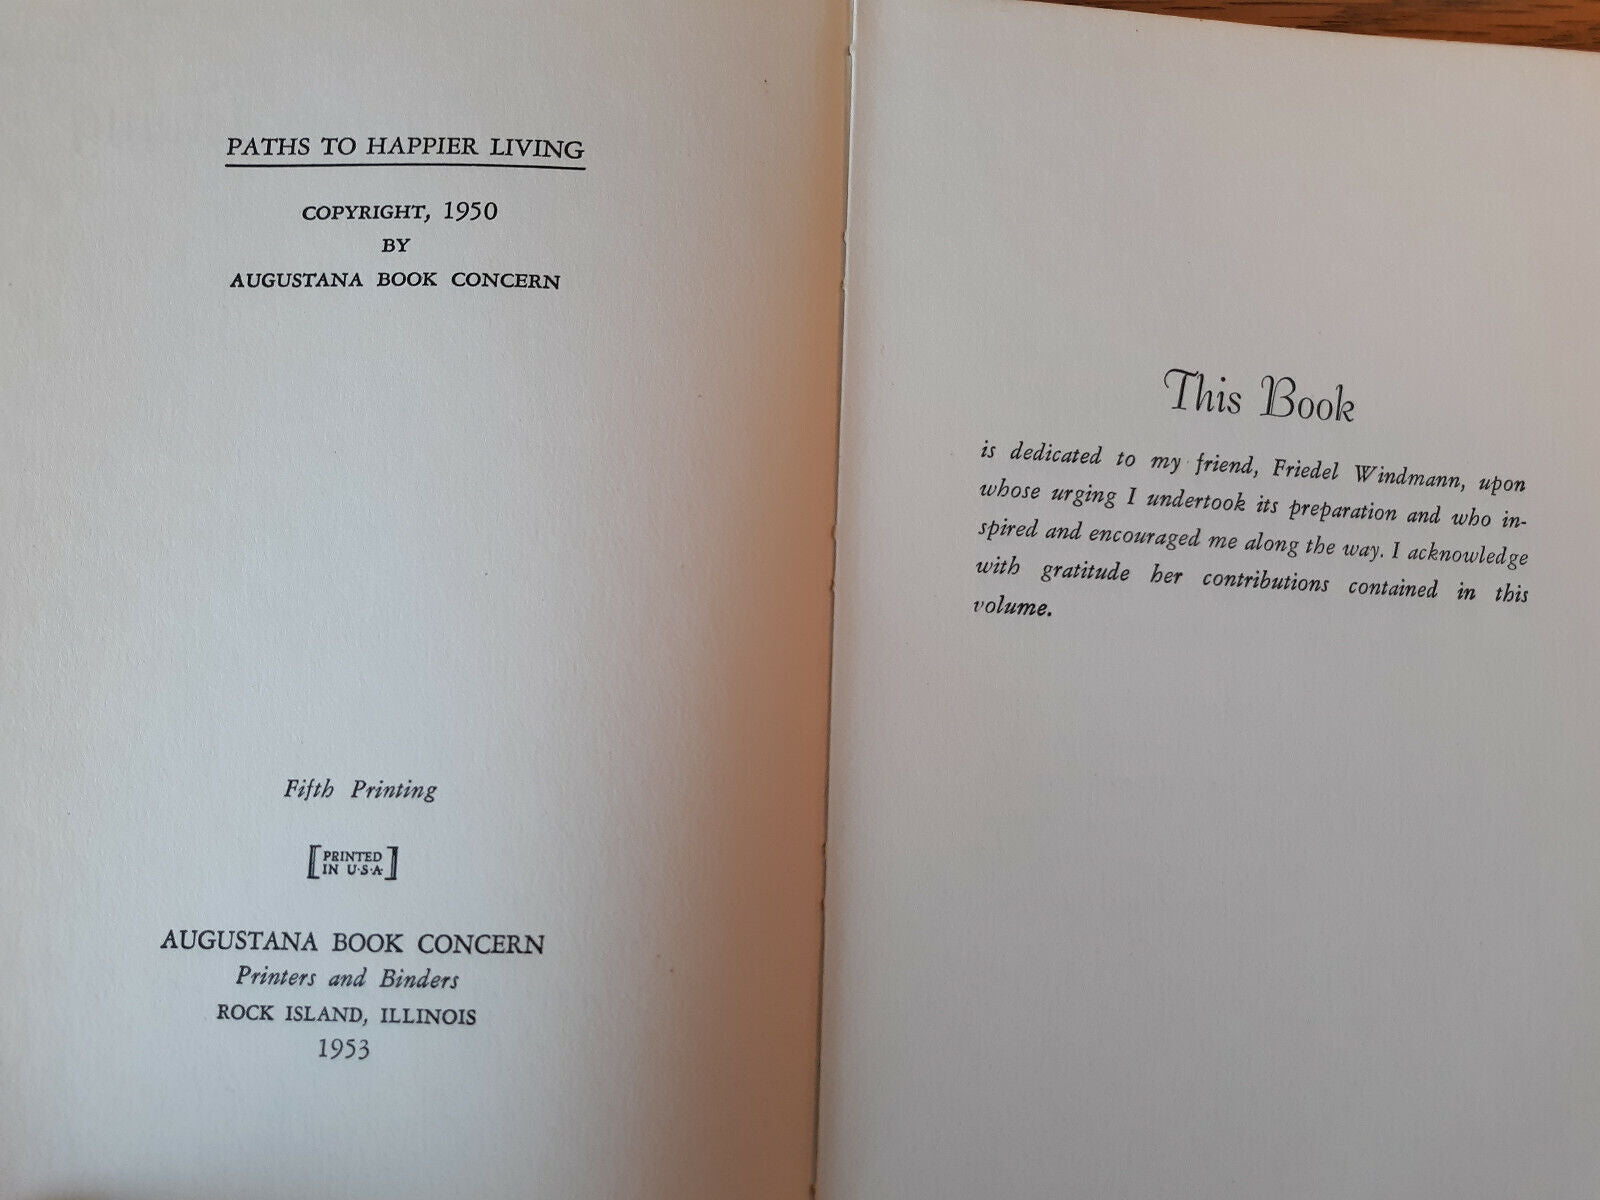 PATHS TO HAPPIER LIVING
COPYRIGHT, 1950
BY
AUGUSTANA BOOK CONCERN
Fifth Printing
[PRINTED
IN U·S·A·]
AUGUSTANA BOOK CONCERN
Printers and Binders
ROCK ISLAND, ILLINOIS
1953
This Book
is dedicated to my friend, Friedel Windmann, upon
whose urging I undertook its preparation and who in-
spired and encouraged me along the way. I acknowledge
with gratitude her contributions contained in this
volume.